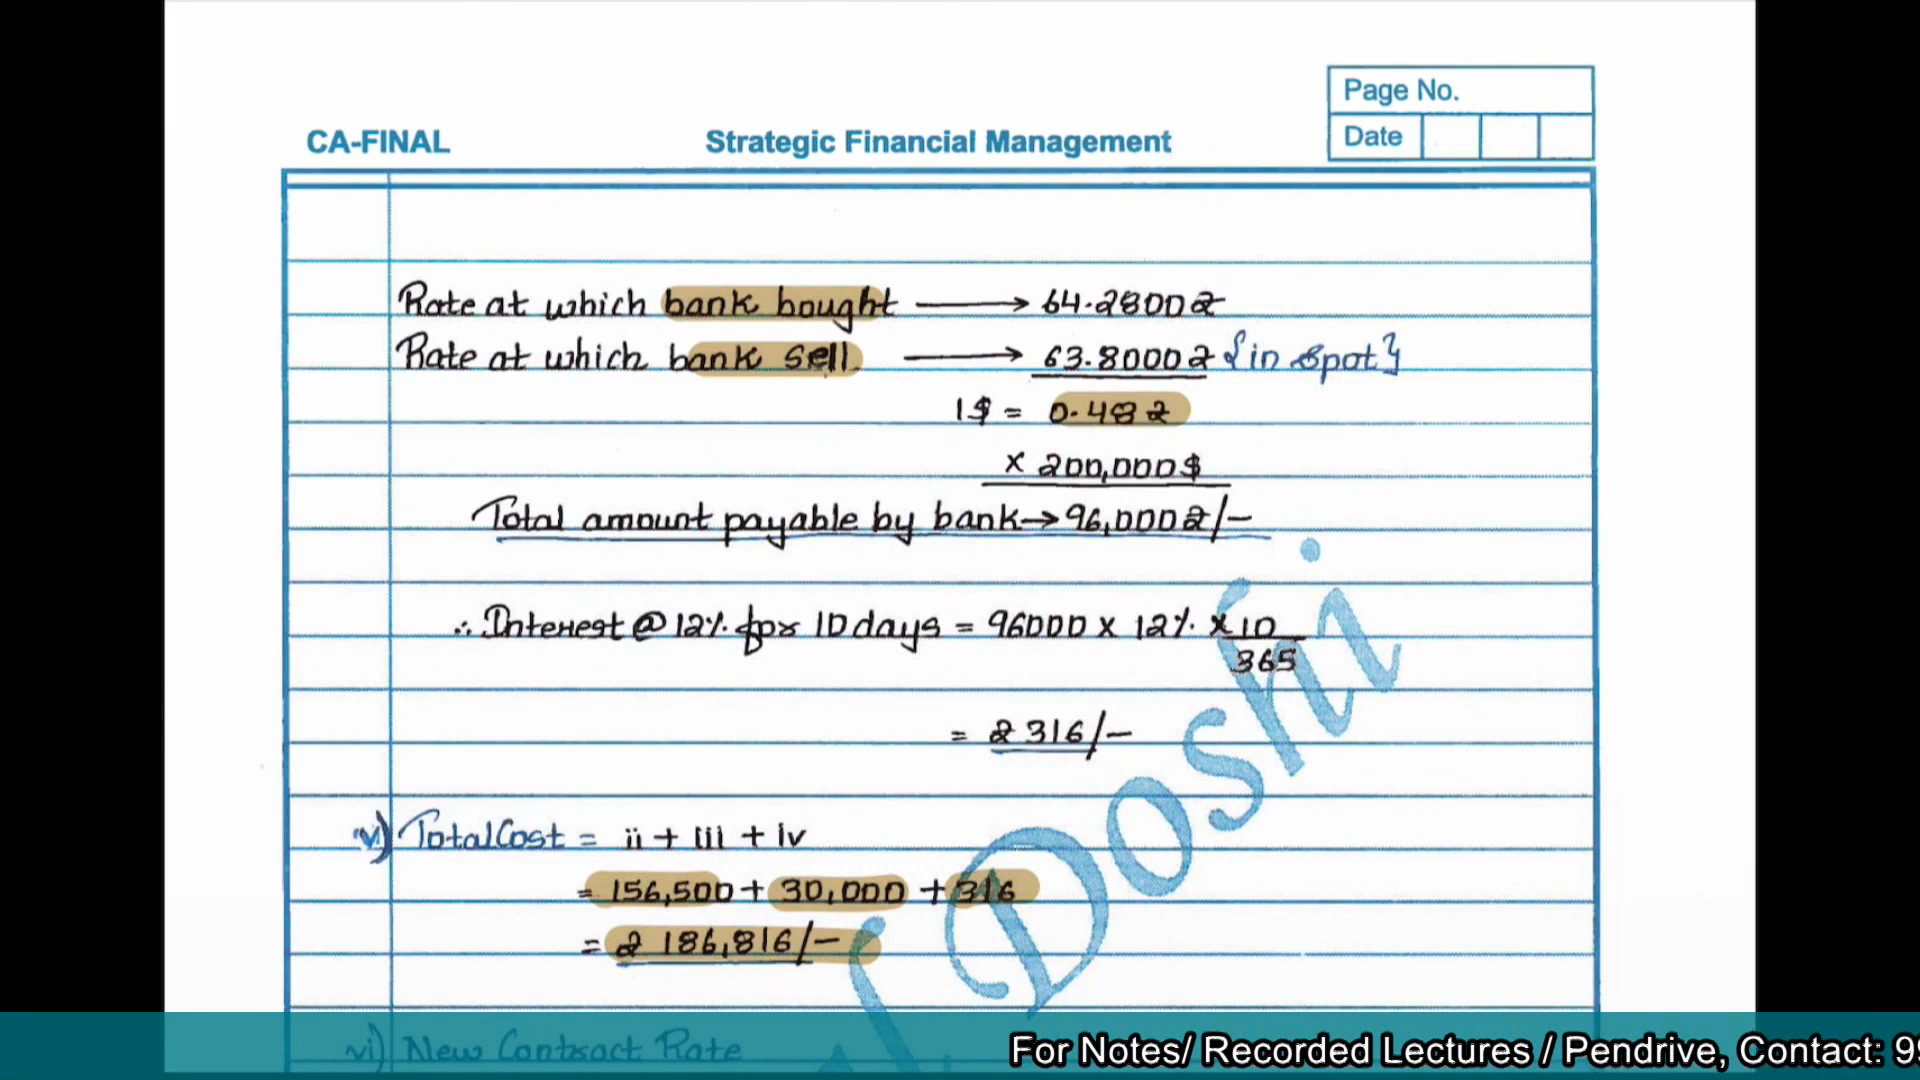 Page No.
CA-FINAL Strategic Financial Management
Date
Rate at which bank bought → 64.2800₹
Rate at which bank sell → 63.8000₹ {in spot}
1$ = 0.48₹
× 200,000$
Total amount payable by bank → 96,000₹/-
∴ Interest @ 12% for 10 days = 96000 × 12% × 10
365
= ₹ 316/-
v) Total Cost = ii + iii + iv
= 156,500 + 30,000 + 316
= ₹ 186,816/-
Doshi
vi) New Contract Rate
For Notes/ Recorded Lectures / Pendrive, Contact: 99